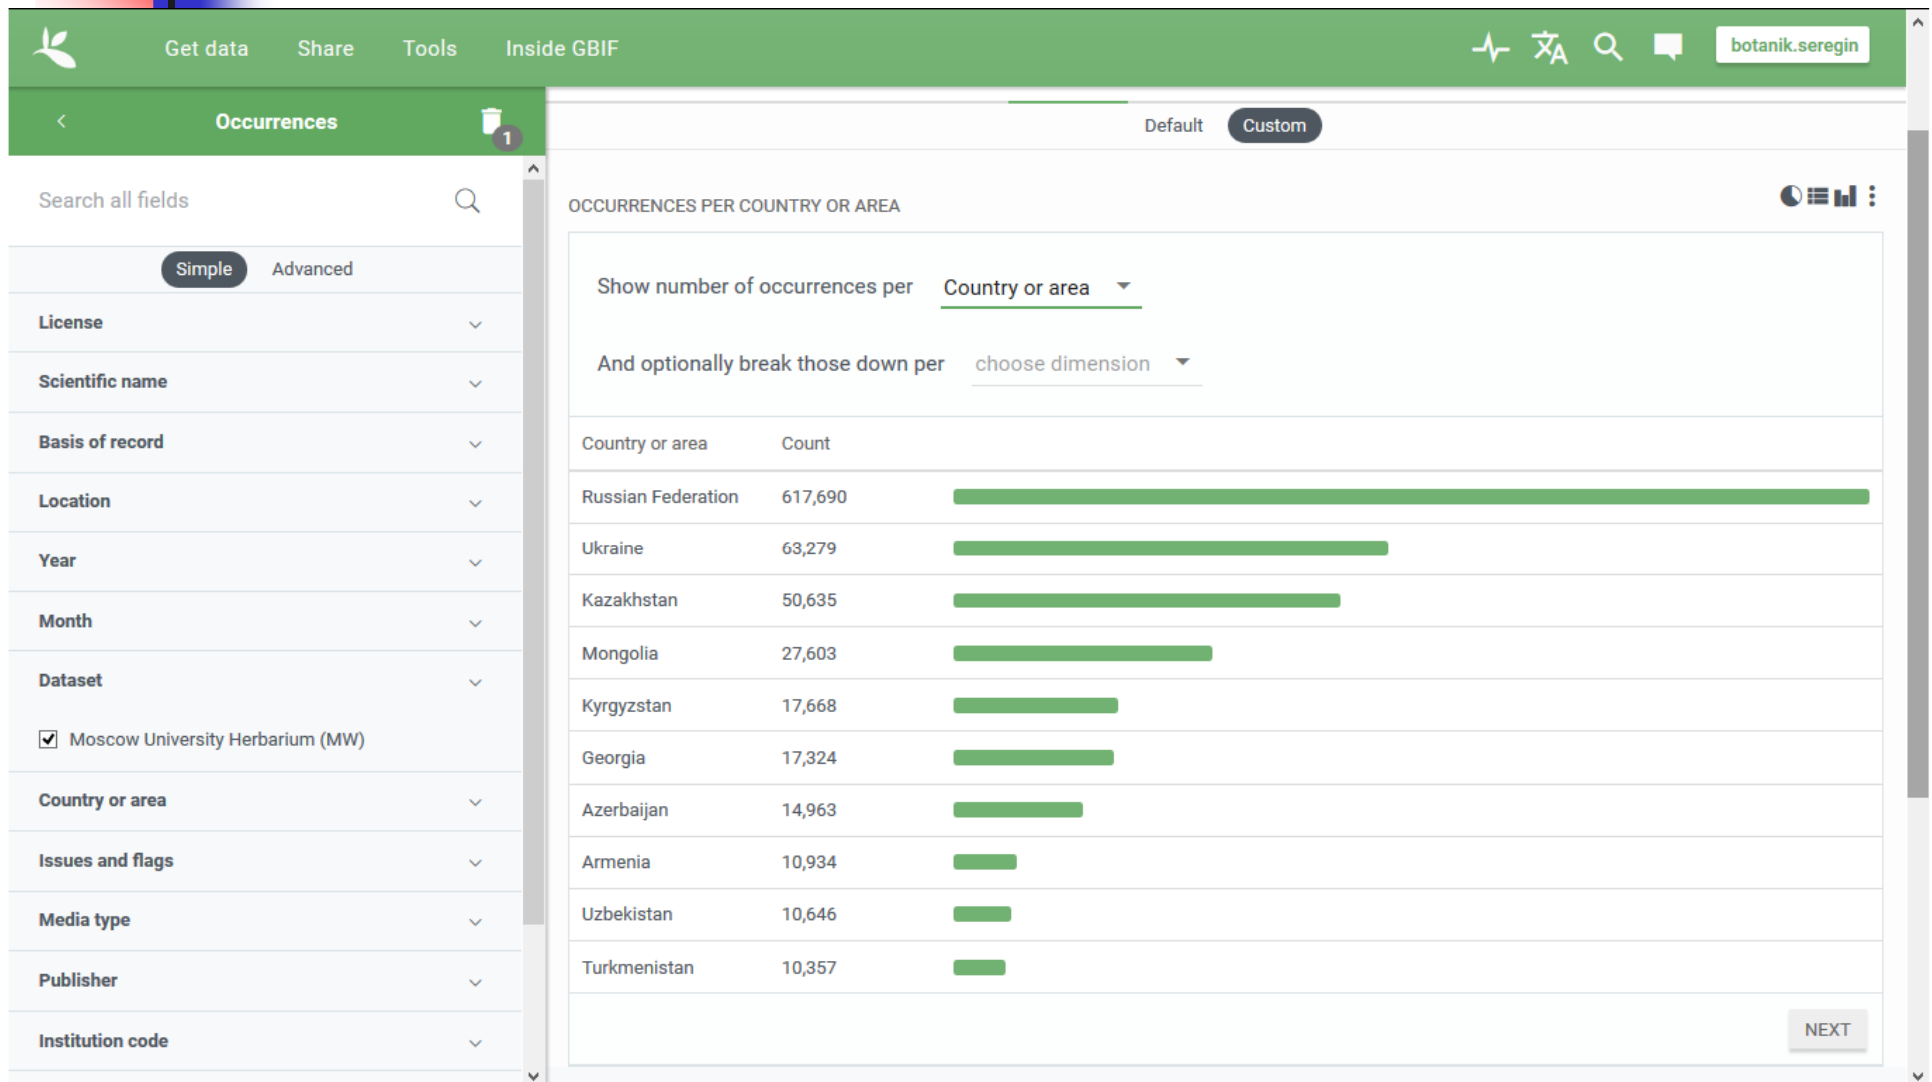 Get data Share Tools Inside GBIF botanik.seregin
Occurrences 1
Search all fields
Simple Advanced
License
Scientific name
Basis of record
Location
Year
Month
Dataset
Moscow University Herbarium (MW)
Country or area
Issues and flags
Media type
Publisher
Institution code
Default Custom
OCCURRENCES PER COUNTRY OR AREA
Show number of occurrences per Country or area
And optionally break those down per choose dimension
Country or area Count
Russian Federation 617,690
Ukraine 63,279
Kazakhstan 50,635
Mongolia 27,603
Kyrgyzstan 17,668
Georgia 17,324
Azerbaijan 14,963
Armenia 10,934
Uzbekistan 10,646
Turkmenistan 10,357
NEXT